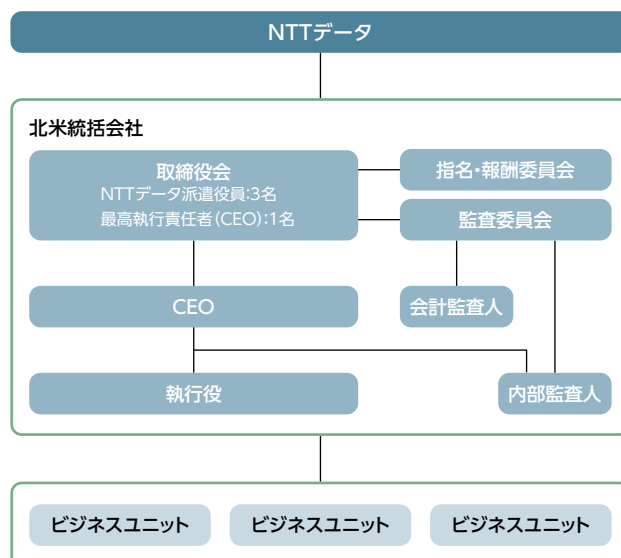 NTTデータ
北米統括会社
取締役会
NTTデータ派遣役員:3名
最高執行責任者(CEO):1名
指名・報酬委員会
監査委員会
CEO
会計監査人
執行役
内部監査人
ビジネスユニット
ビジネスユニット
ビジネスユニット